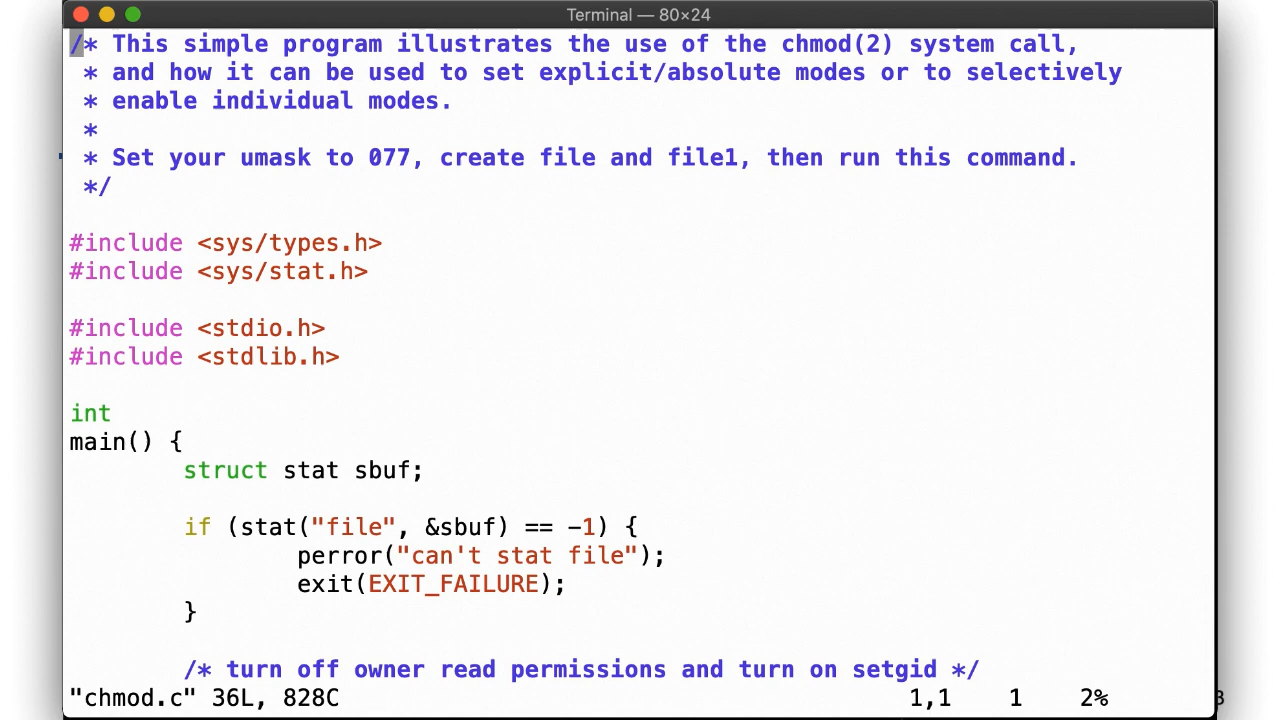 Terminal — 80×24
/* This simple program illustrates the use of the chmod(2) system call,
 * and how it can be used to set explicit/absolute modes or to selectively
 * enable individual modes.
 *
 * Set your umask to 077, create file and file1, then run this command.
 */
#include <sys/types.h>
#include <sys/stat.h>
#include <stdio.h>
#include <stdlib.h>
int
main() {
        struct stat sbuf;
        if (stat("file", &sbuf) == -1) {
                perror("can't stat file");
                exit(EXIT_FAILURE);
        }
        /* turn off owner read permissions and turn on setgid */
"chmod.c" 36L, 828C 1,1 1 2%